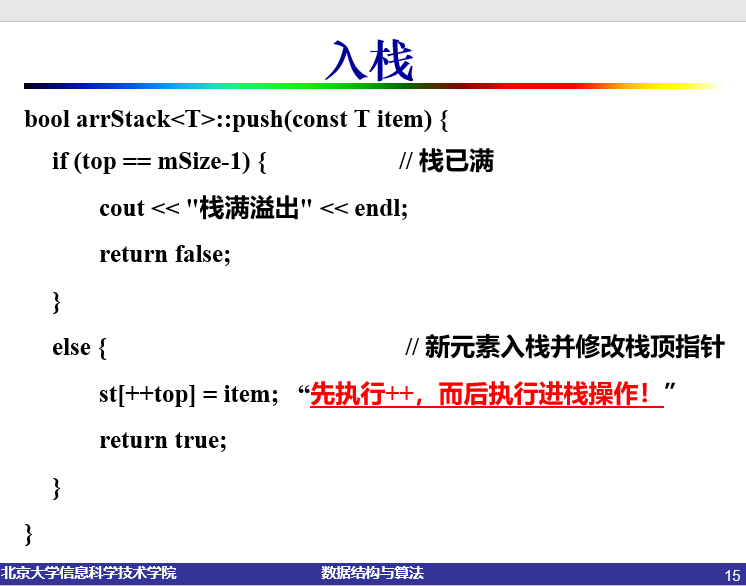 入栈
bool arrStack<T>::push(const T item) {
if (top == mSize-1) { // 栈已满
cout << "栈满溢出" << endl;
return false;
}
else { // 新元素入栈并修改栈顶指针
st[++top] = item; “先执行++，而后执行进栈操作！”
return true;
}
}
北京大学信息科学技术学院 数据结构与算法 15